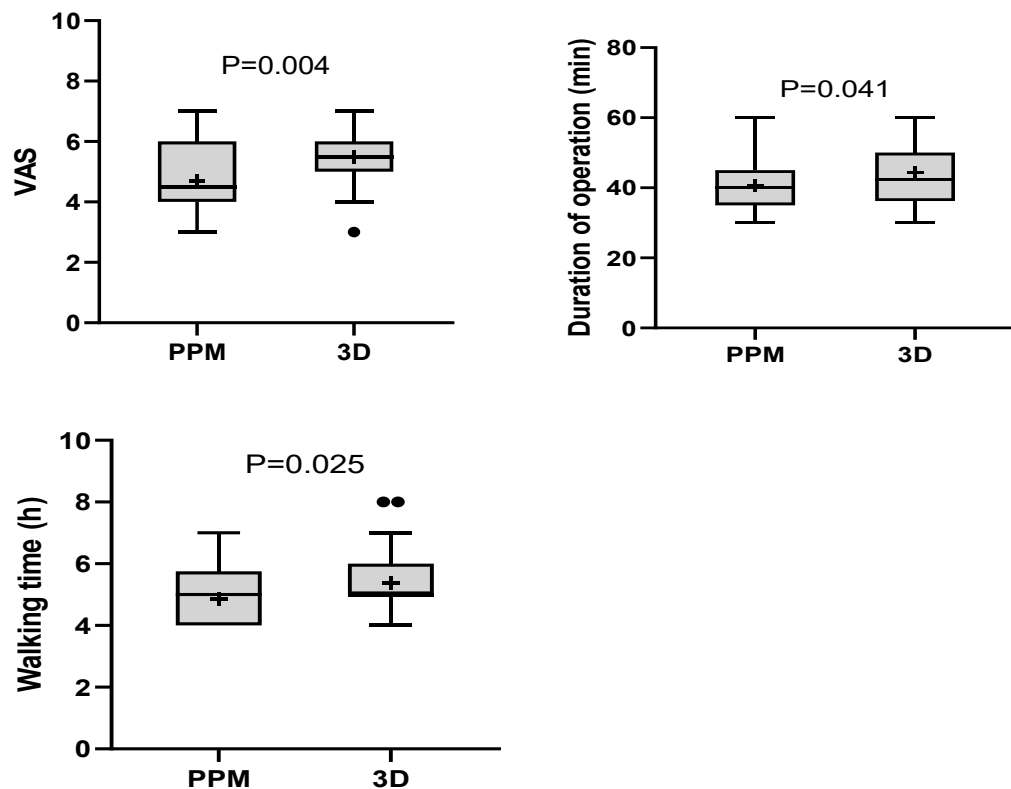 10
P=0.004
8
6
4
2
0
VAS
PPM
3D
80
P=0.041
60
40
20
0
Duration of operation (min)
PPM
3D
10
P=0.025
8
6
4
2
0
Walking time (h)
PPM
3D